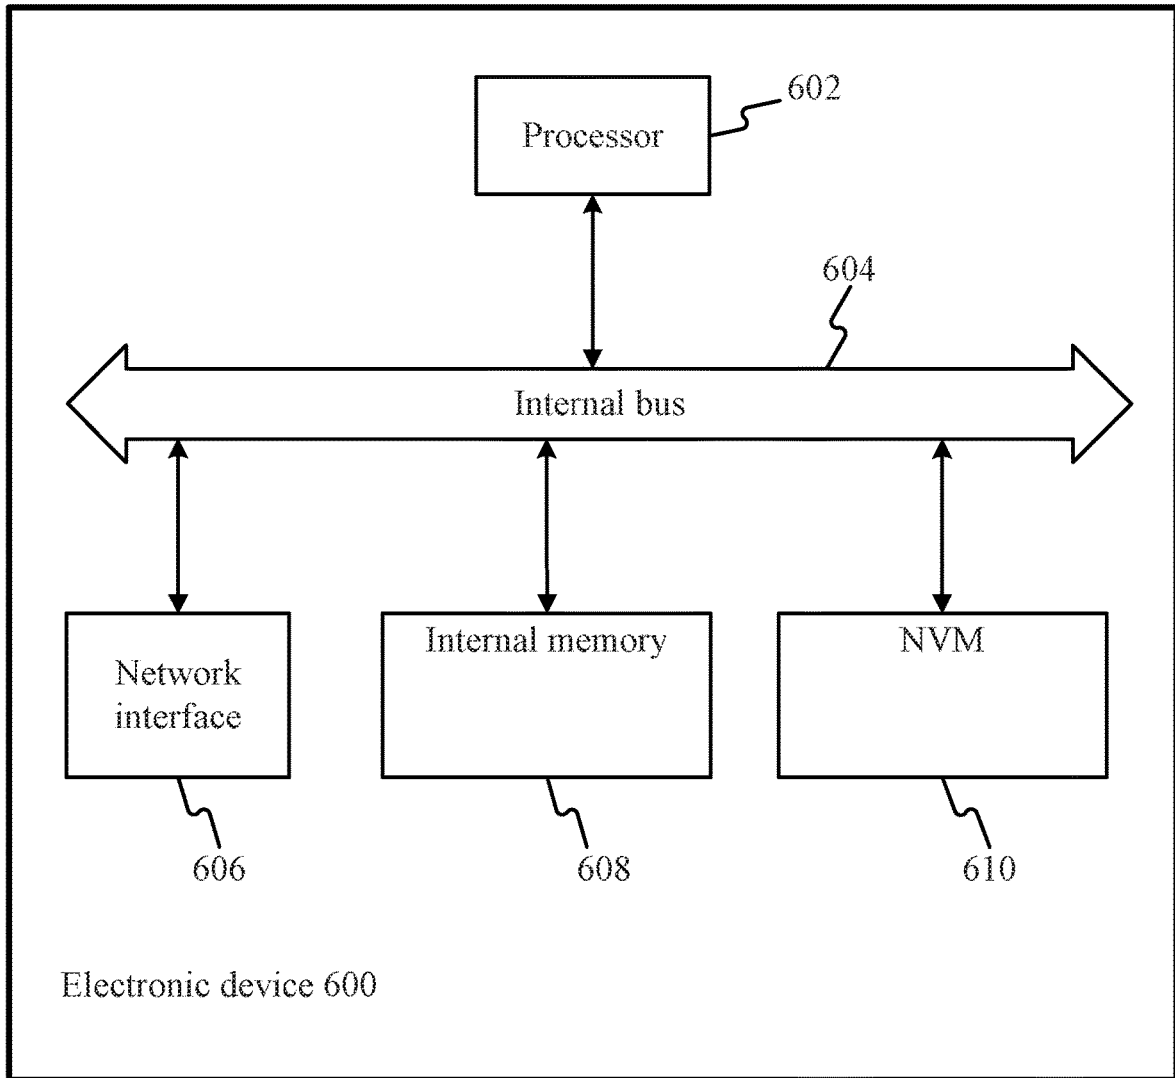 602
Processor
604
Internal bus
Network
interface
Internal memory
NVM
606
608
610
Electronic device 600